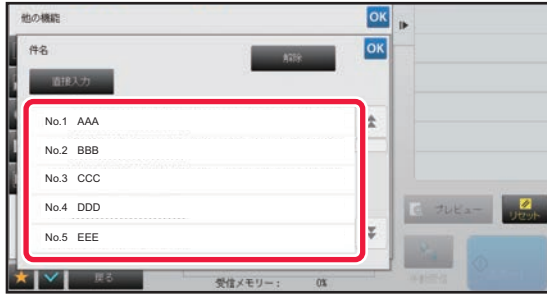 他の機能
OK
件名
解除
OK
直接入力
No.1 AAA
No.2 BBB
No.3 CCC
No.4 DDD
No.5 EEE
プレビュー
リセット
戻る
受信メモリー： 0%